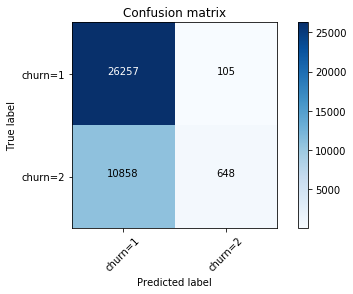 Confusion matrix
True label
churn=1
churn=2
26257
105
10858
648
churn=1
churn=2
Predicted label
25000
20000
15000
10000
5000